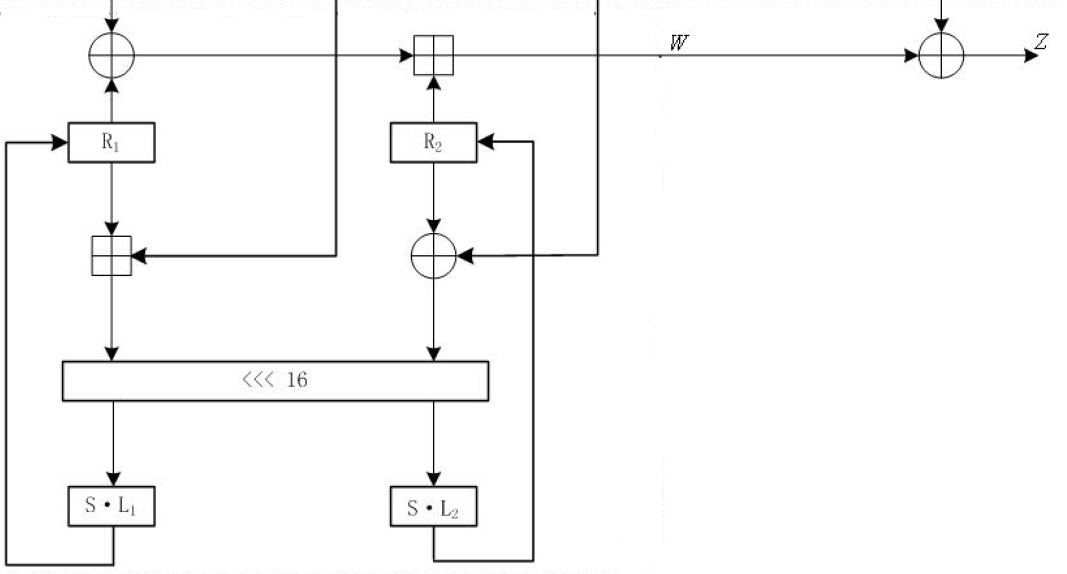 W
Z
R₁
R₂
<<< 16
S·L₁
S·L₂